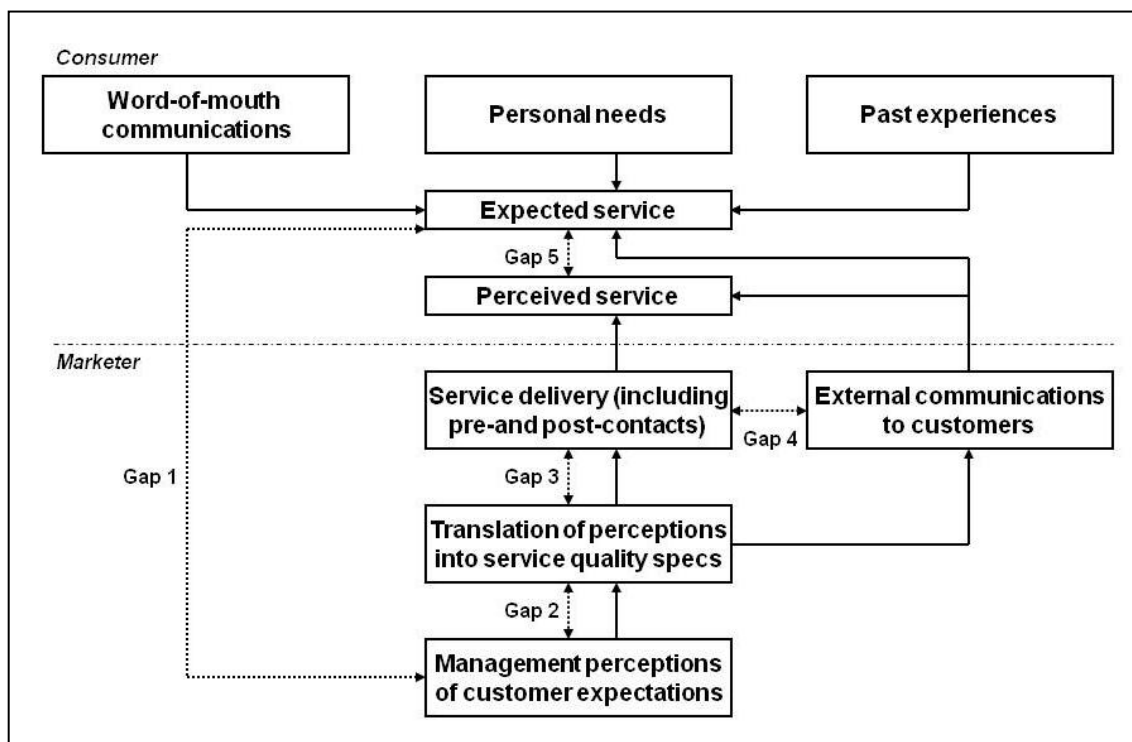 Consumer
Word-of-mouth
communications
Personal needs
Past experiences
Expected service
Gap 5
Perceived service
Marketer
Service delivery (including
pre-and post-contacts)
External communications
to customers
Gap 4
Gap 1
Gap 3
Translation of perceptions
into service quality specs
Gap 2
Management perceptions
of customer expectations